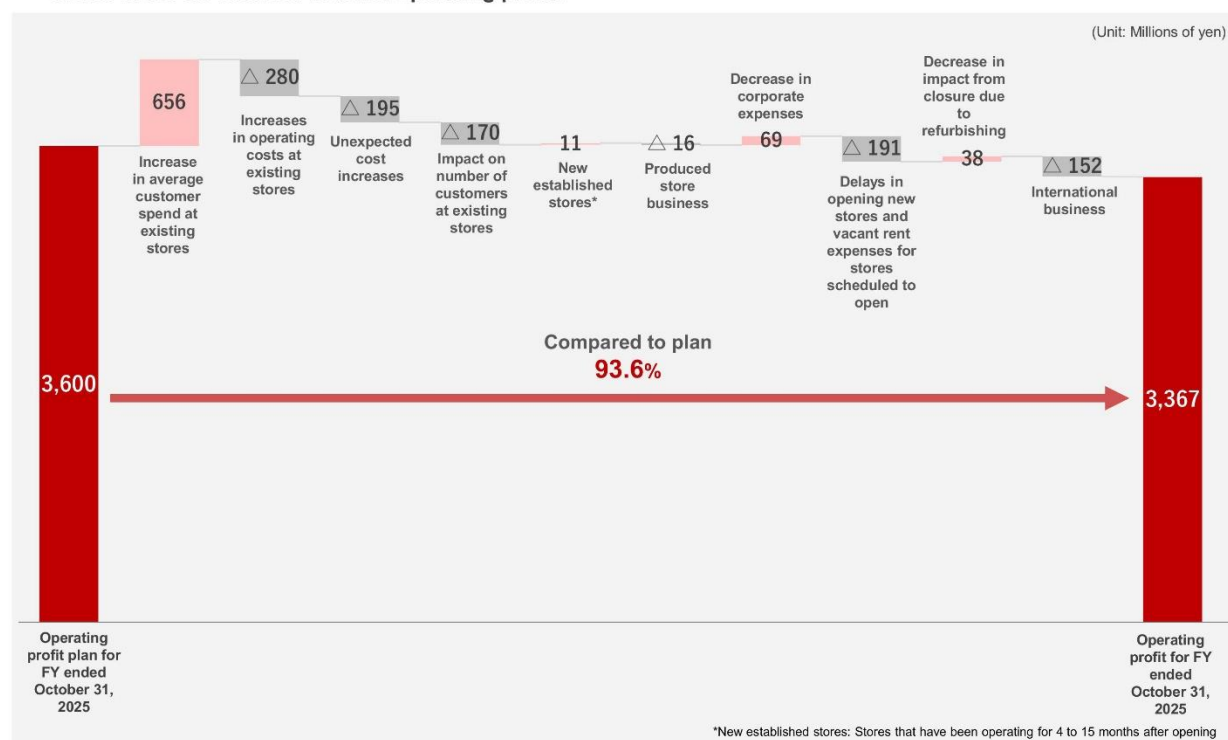 (Unit: Millions of yen)
656
Increase
in average
customer
spend at
existing
stores
△ 280
Increases
in operating
costs at
existing
stores
△ 195
Unexpected
cost
increases
△ 170
Impact on
number of
customers
at existing
stores
11
New
established
stores*
△ 16
Produced
store
business
Decrease in
corporate
expenses
69
△ 191
Delays in
opening new
stores and
vacant rent
expenses for
stores
scheduled to
open
Decrease in
impact from
closure due
to
refurbishing
38
△ 152
International
business
Compared to plan
93.6%
3,600
3,367
Operating
profit plan for
FY ended
October 31,
2025
Operating
profit for FY
ended
October 31,
2025
*New established stores: Stores that have been operating for 4 to 15 months after opening